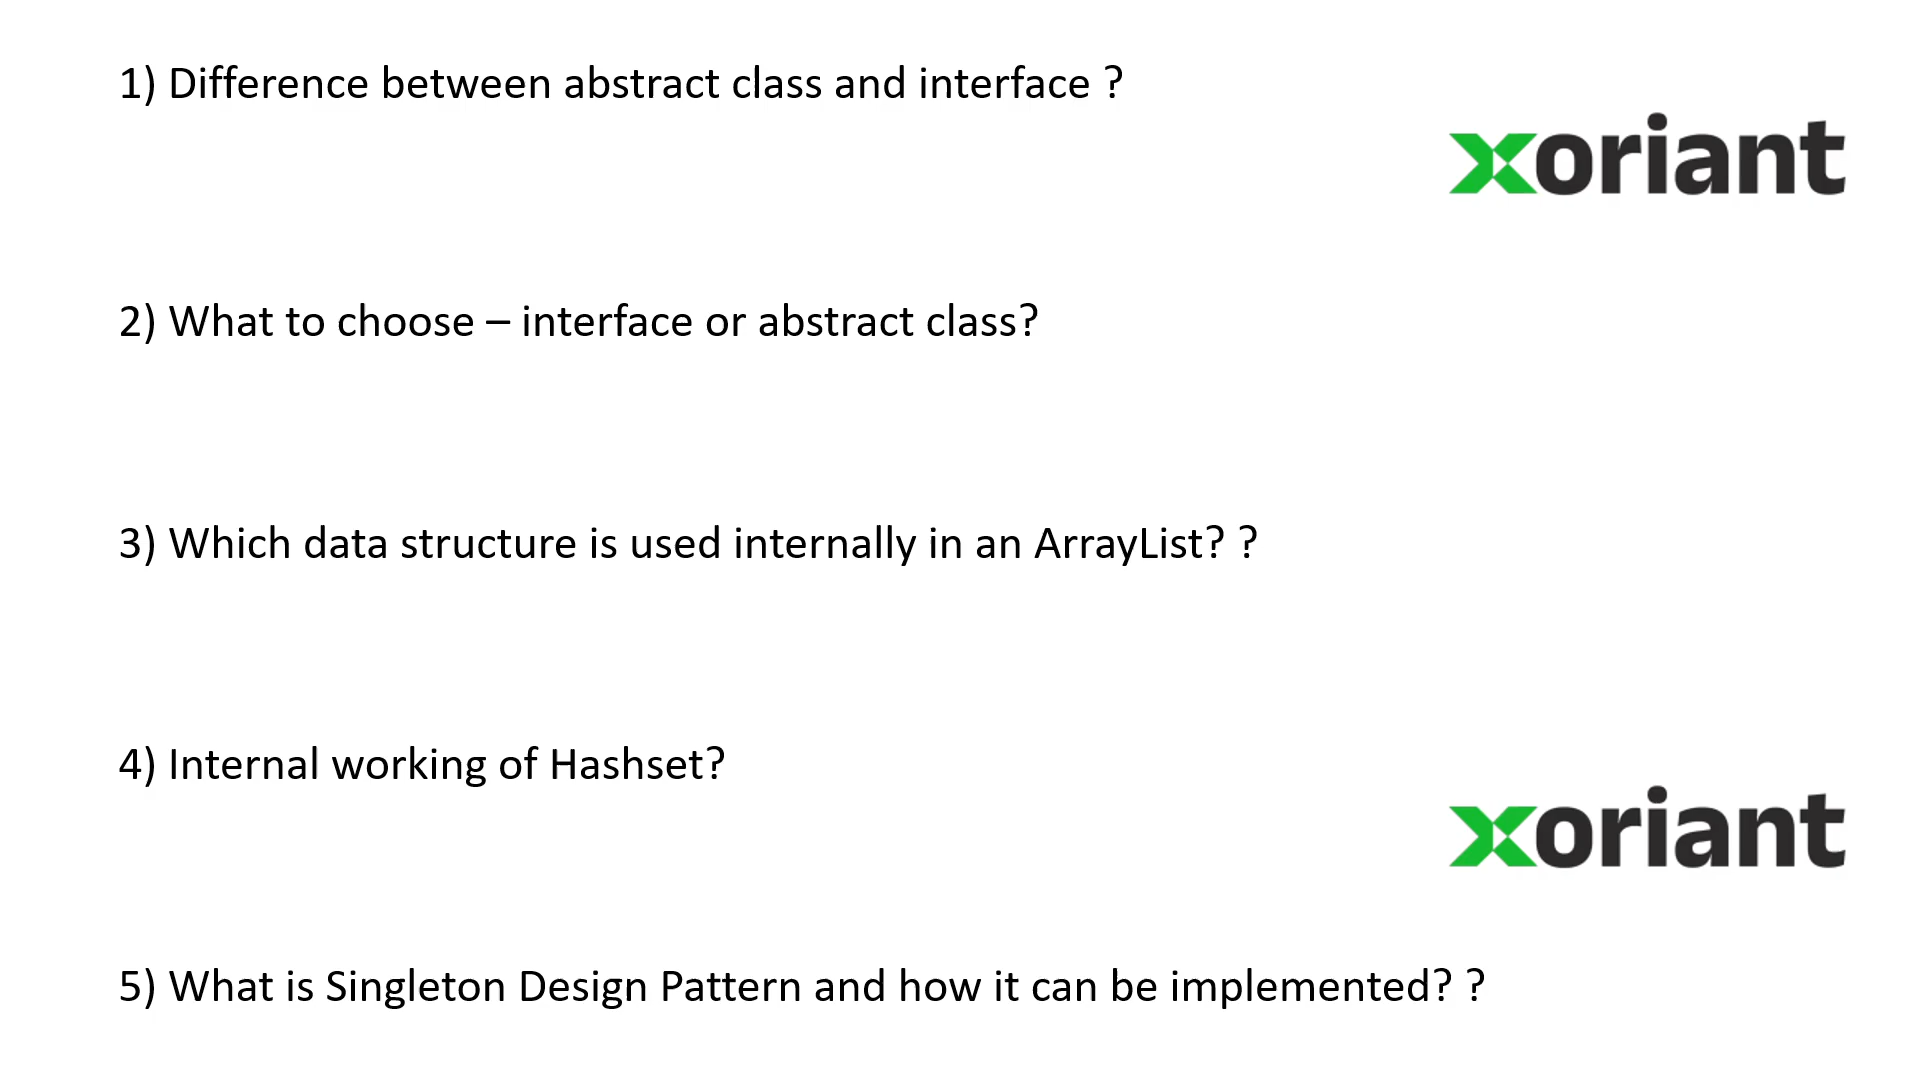 1) Difference between abstract class and interface ?
xoriant
2) What to choose – interface or abstract class?
3) Which data structure is used internally in an ArrayList? ?
4) Internal working of Hashset?
xoriant
5) What is Singleton Design Pattern and how it can be implemented? ?